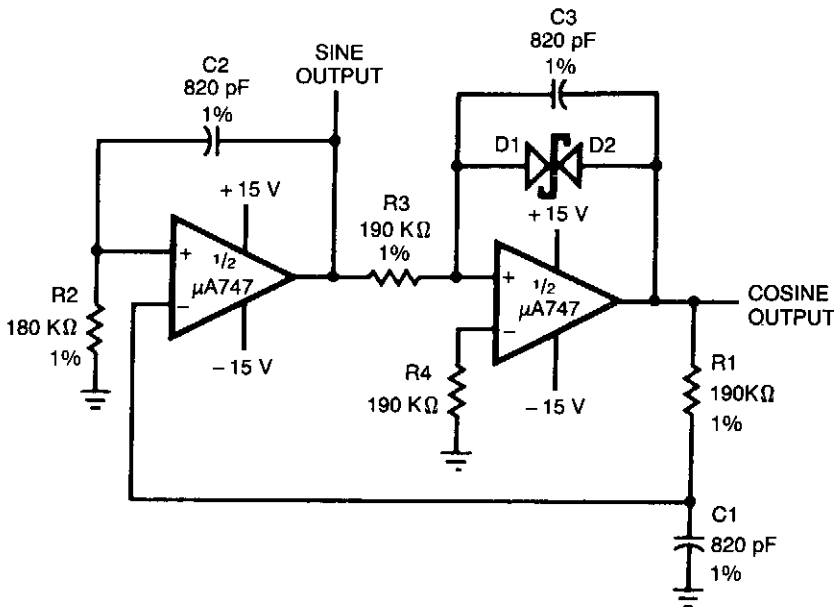 C2
820 pF
1%
SINE
OUTPUT
C3
820 pF
1%
D1
D2
+ 15 V
R3
190 KΩ
1%
+ 15 V
+
1/2
μA747
−
R2
180 KΩ
1%
− 15 V
+
1/2
μA747
−
COSINE
OUTPUT
R4
190 KΩ
− 15 V
R1
190KΩ
1%
C1
820 pF
1%